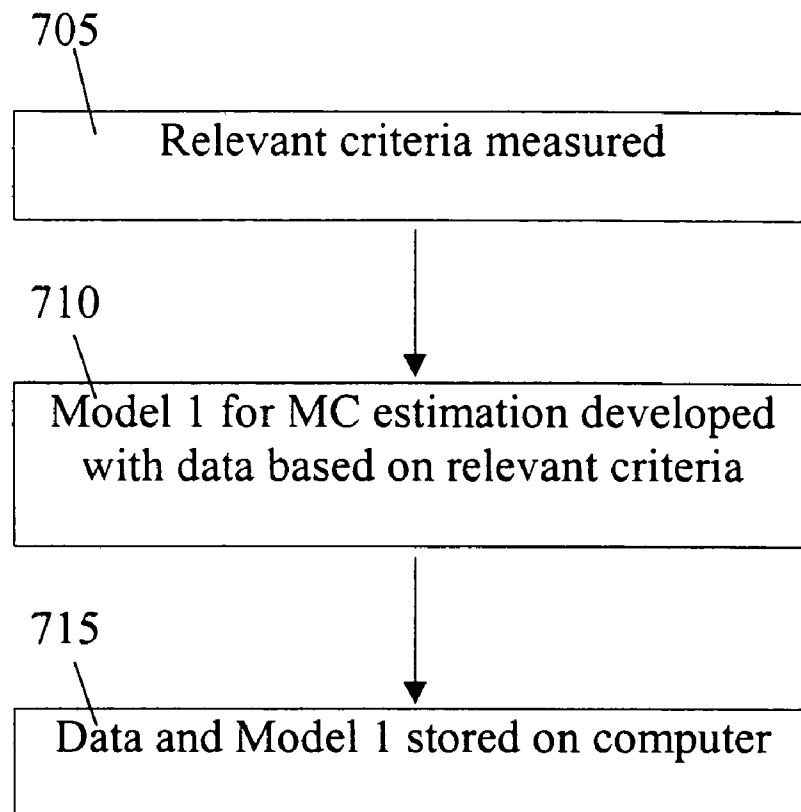 705
Relevant criteria measured
710
Model 1 for MC estimation developed
with data based on relevant criteria
715
Data and Model 1 stored on computer